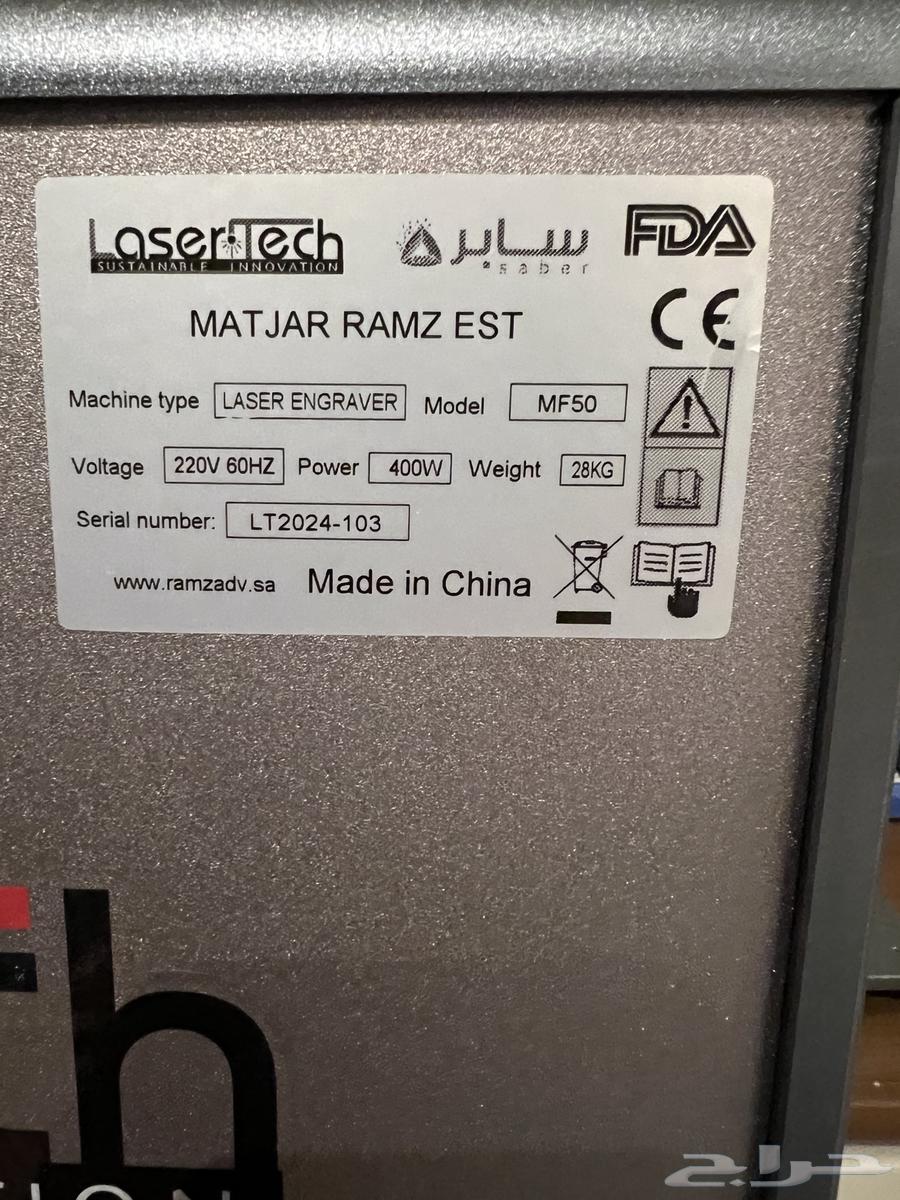 LaserTech
SUSTAINABLE INNOVATION
سابر
saber
FDA
CE
MATJAR RAMZ EST
Machine type LASER ENGRAVER Model MF50
Voltage 220V 60HZ Power 400W Weight 28KG
Serial number: LT2024-103
www.ramzadv.sa Made in China
h
TION
حراج